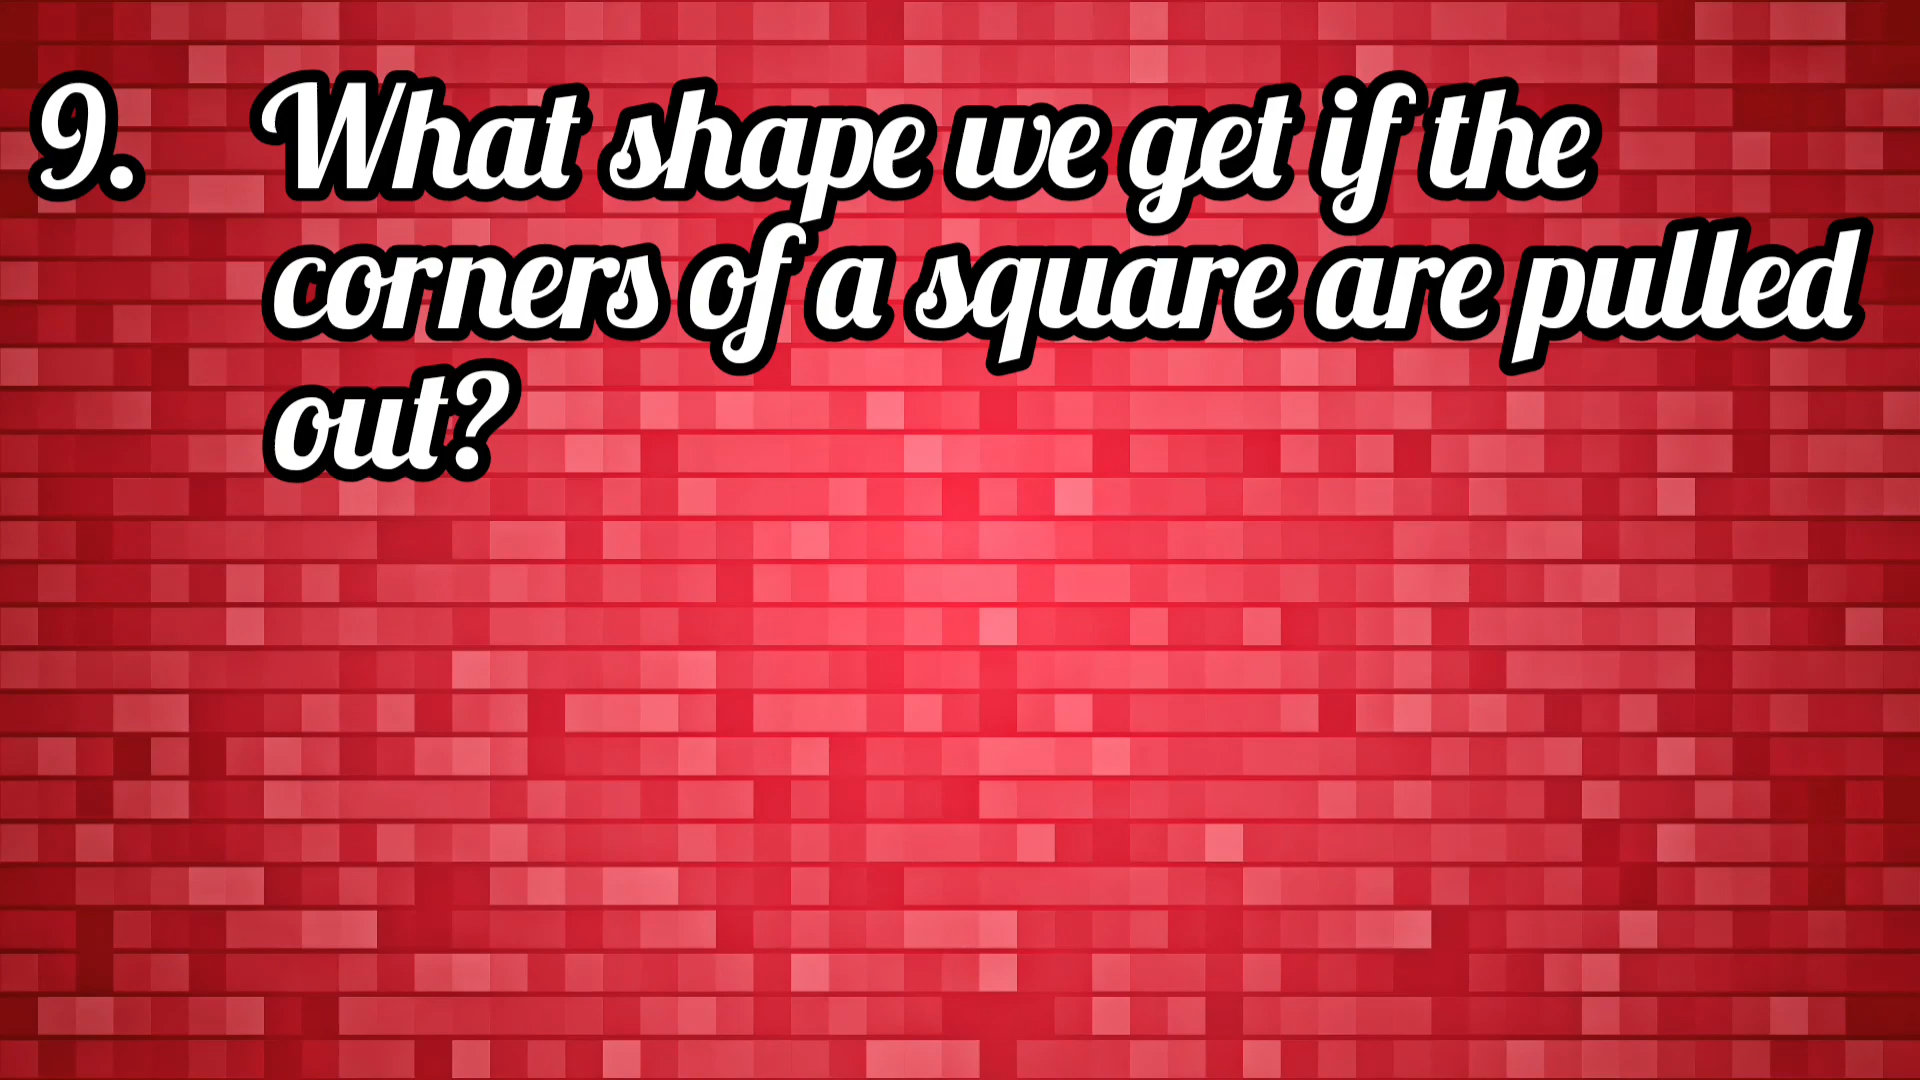 9. What shape we get if the
corners of a square are pulled
out?